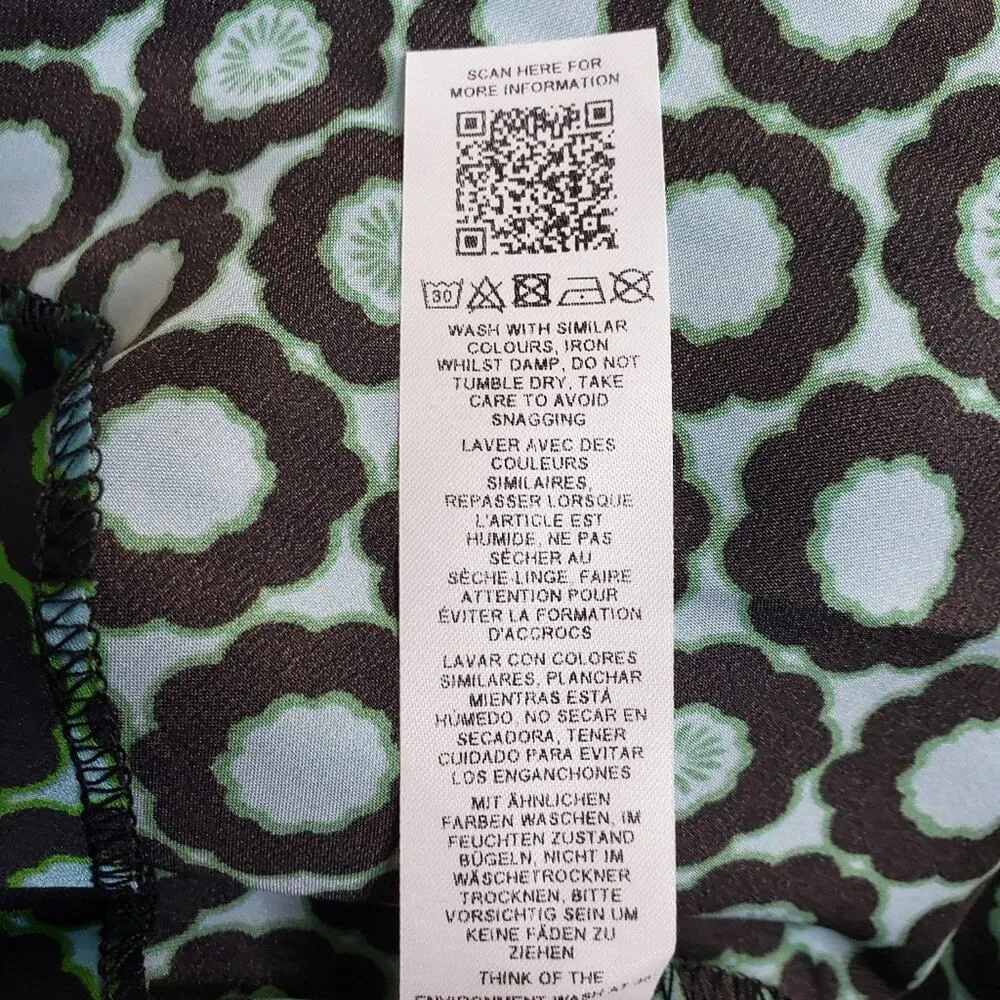 SCAN HERE FOR
MORE INFORMATION
30
WASH WITH SIMILAR
COLOURS, IRON
WHILST DAMP, DO NOT
TUMBLE DRY, TAKE
CARE TO AVOID
SNAGGING
LAVER AVEC DES
COULEURS
SIMILAIRES,
REPASSER LORSQUE
L'ARTICLE EST
HUMIDE, NE PAS
SÉCHER AU
SÈCHE-LINGE, FAIRE
ATTENTION POUR
ÉVITER LA FORMATION
D'ACCROCS
LAVAR CON COLORES
SIMILARES, PLANCHAR
MIENTRAS ESTÁ
HÚMEDO, NO SECAR EN
SECADORA, TENER
CUIDADO PARA EVITAR
LOS ENGANCHONES
MIT ÄHNLICHEN
FARBEN WASCHEN, IM
FEUCHTEN ZUSTAND
BÜGELN, NICHT IM
WÄSCHETROCKNER
TROCKNEN, BITTE
VORSICHTIG SEIN UM
KEINE FÄDEN ZU
ZIEHEN
THINK OF THE
ENVIRONMENT WASH AT 30